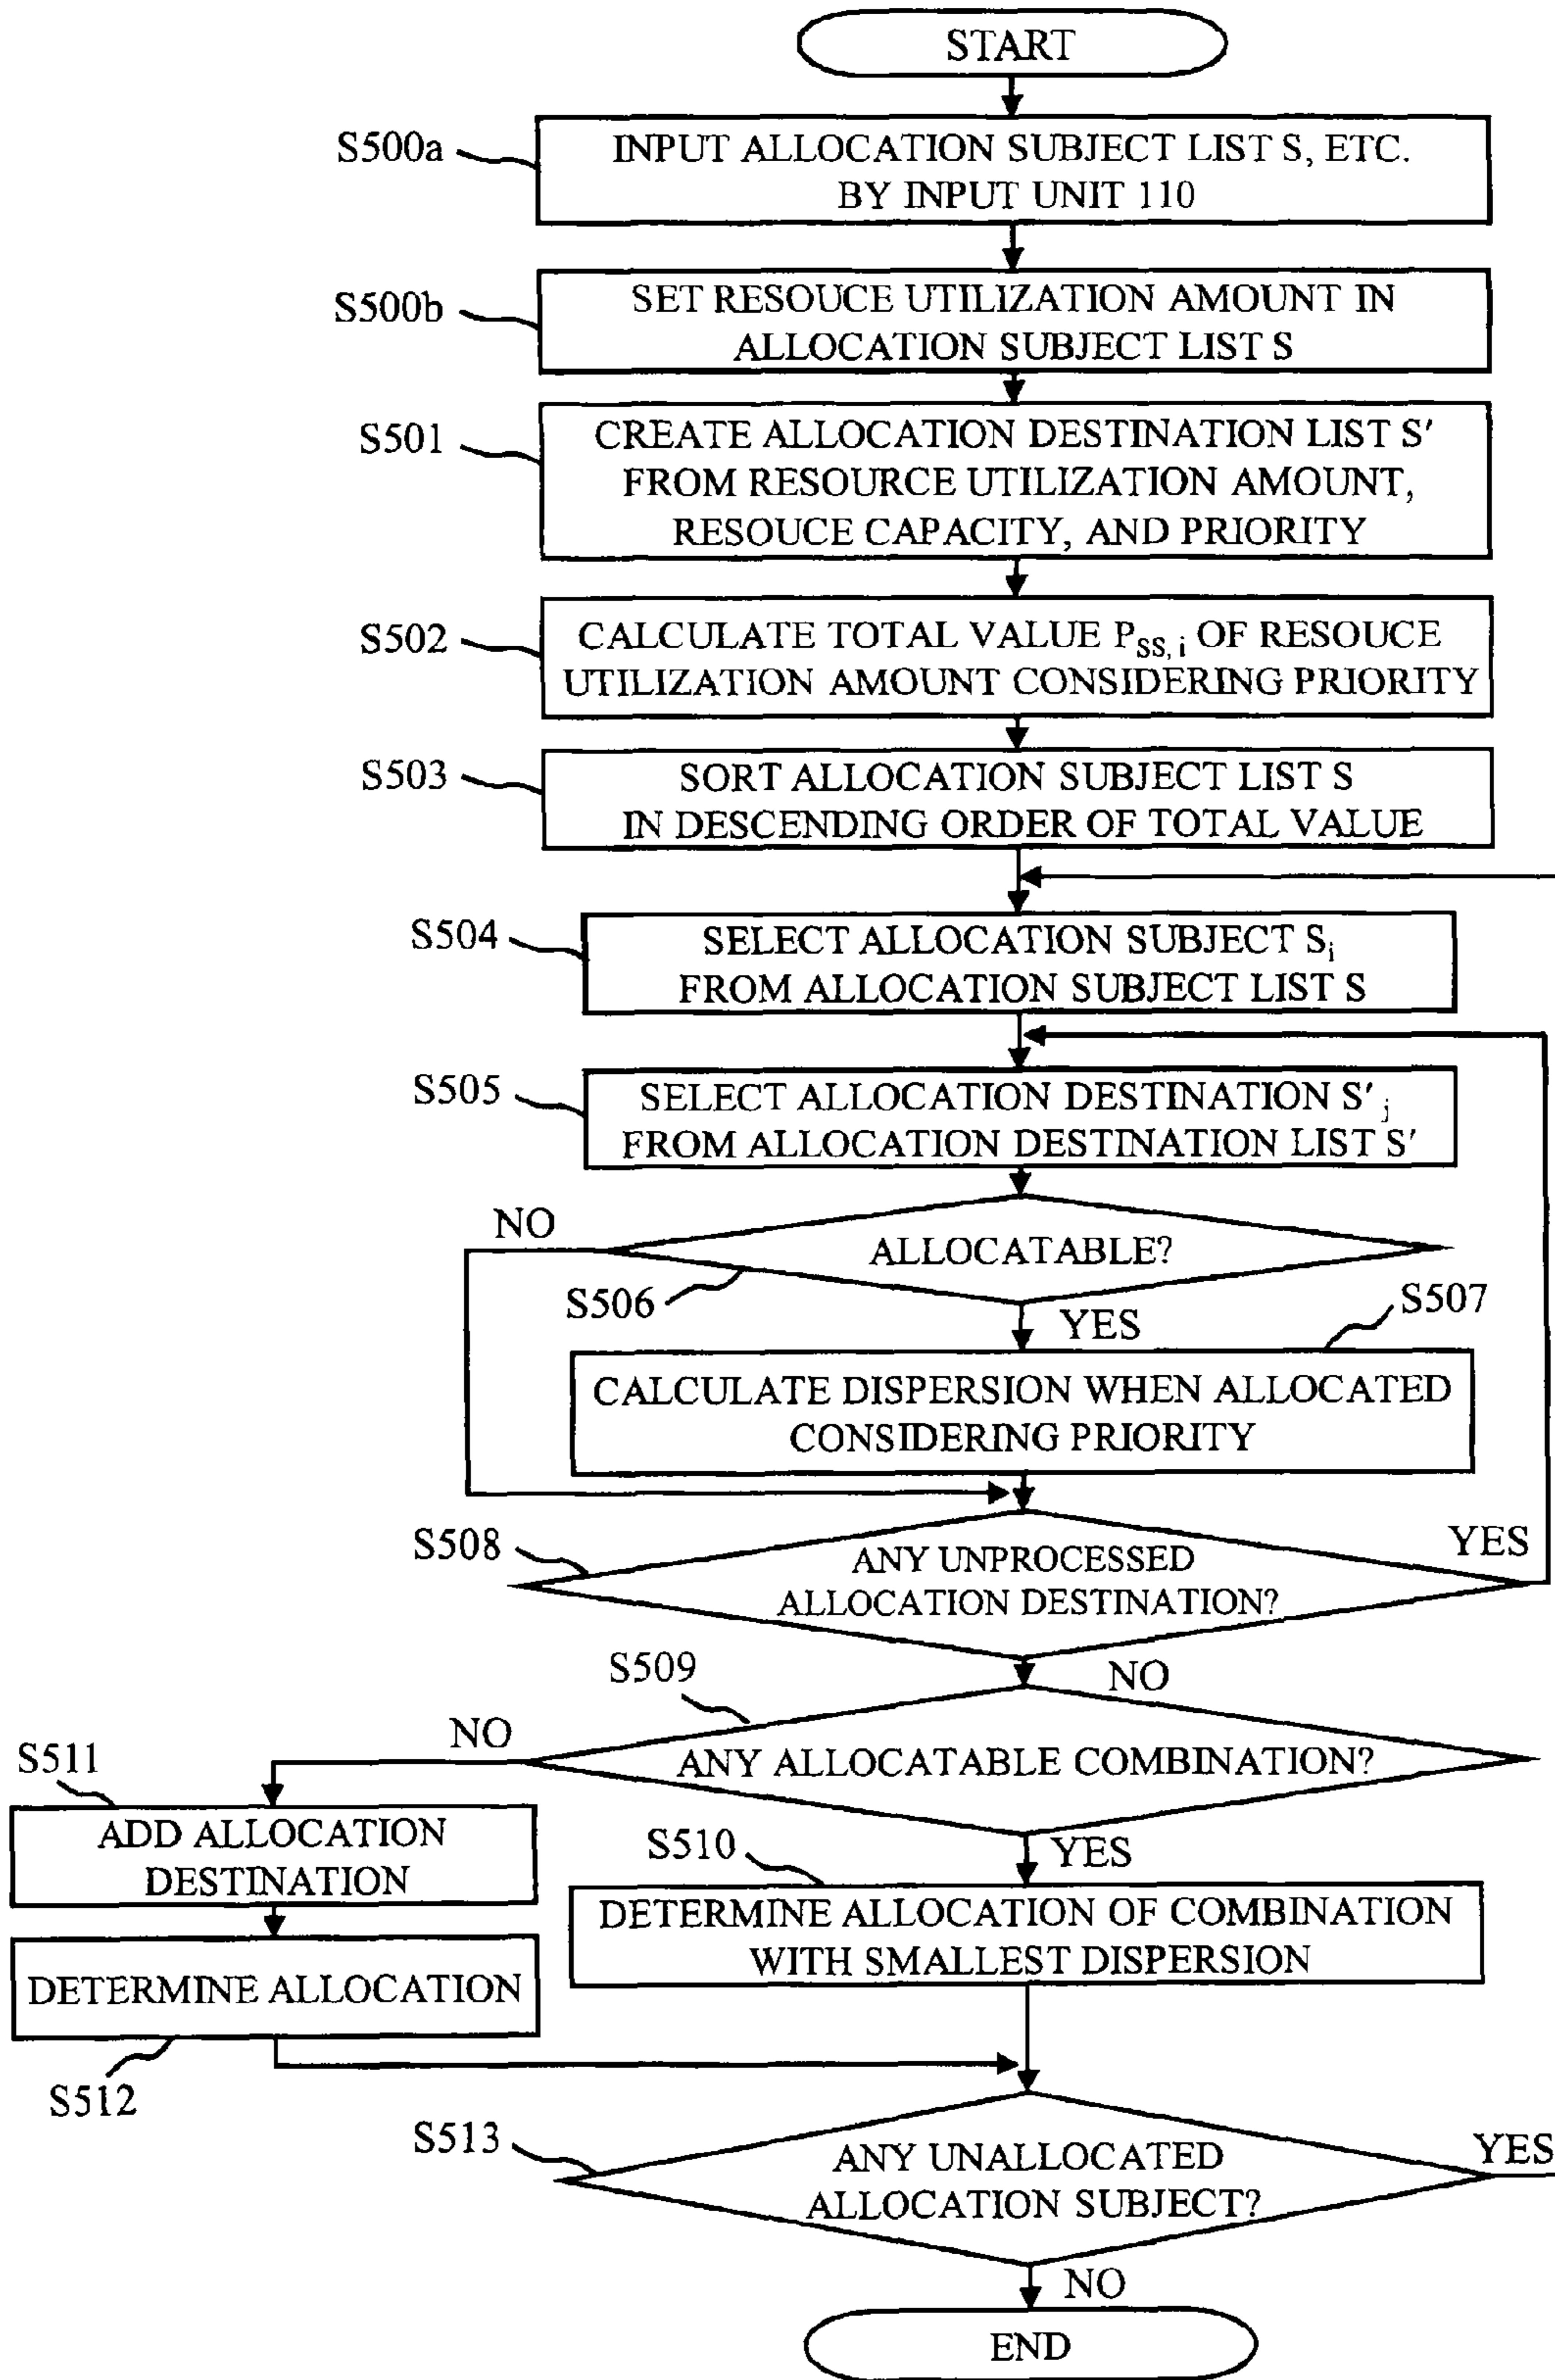 START
S500a
INPUT ALLOCATION SUBJECT LIST S, ETC.
BY INPUT UNIT 110
S500b
SET RESOUCE UTILIZATION AMOUNT IN
ALLOCATION SUBJECT LIST S
S501
CREATE ALLOCATION DESTINATION LIST S'
FROM RESOURCE UTILIZATION AMOUNT,
RESOUCE CAPACITY, AND PRIORITY
S502
CALCULATE TOTAL VALUE P_{SS, i} OF RESOUCE
UTILIZATION AMOUNT CONSIDERING PRIORITY
S503
SORT ALLOCATION SUBJECT LIST S
IN DESCENDING ORDER OF TOTAL VALUE
S504
SELECT ALLOCATION SUBJECT S_i
FROM ALLOCATION SUBJECT LIST S
S505
SELECT ALLOCATION DESTINATION S'_j
FROM ALLOCATION DESTINATION LIST S'
NO
ALLOCATABLE?
S506
YES
S507
CALCULATE DISPERSION WHEN ALLOCATED
CONSIDERING PRIORITY
S508
ANY UNPROCESSED
ALLOCATION DESTINATION?
YES
NO
S509
NO
ANY ALLOCATABLE COMBINATION?
S511
ADD ALLOCATION
DESTINATION
S510
YES
DETERMINE ALLOCATION OF COMBINATION
WITH SMALLEST DISPERSION
DETERMINE ALLOCATION
S512
S513
ANY UNALLOCATED
ALLOCATION SUBJECT?
YES
NO
END